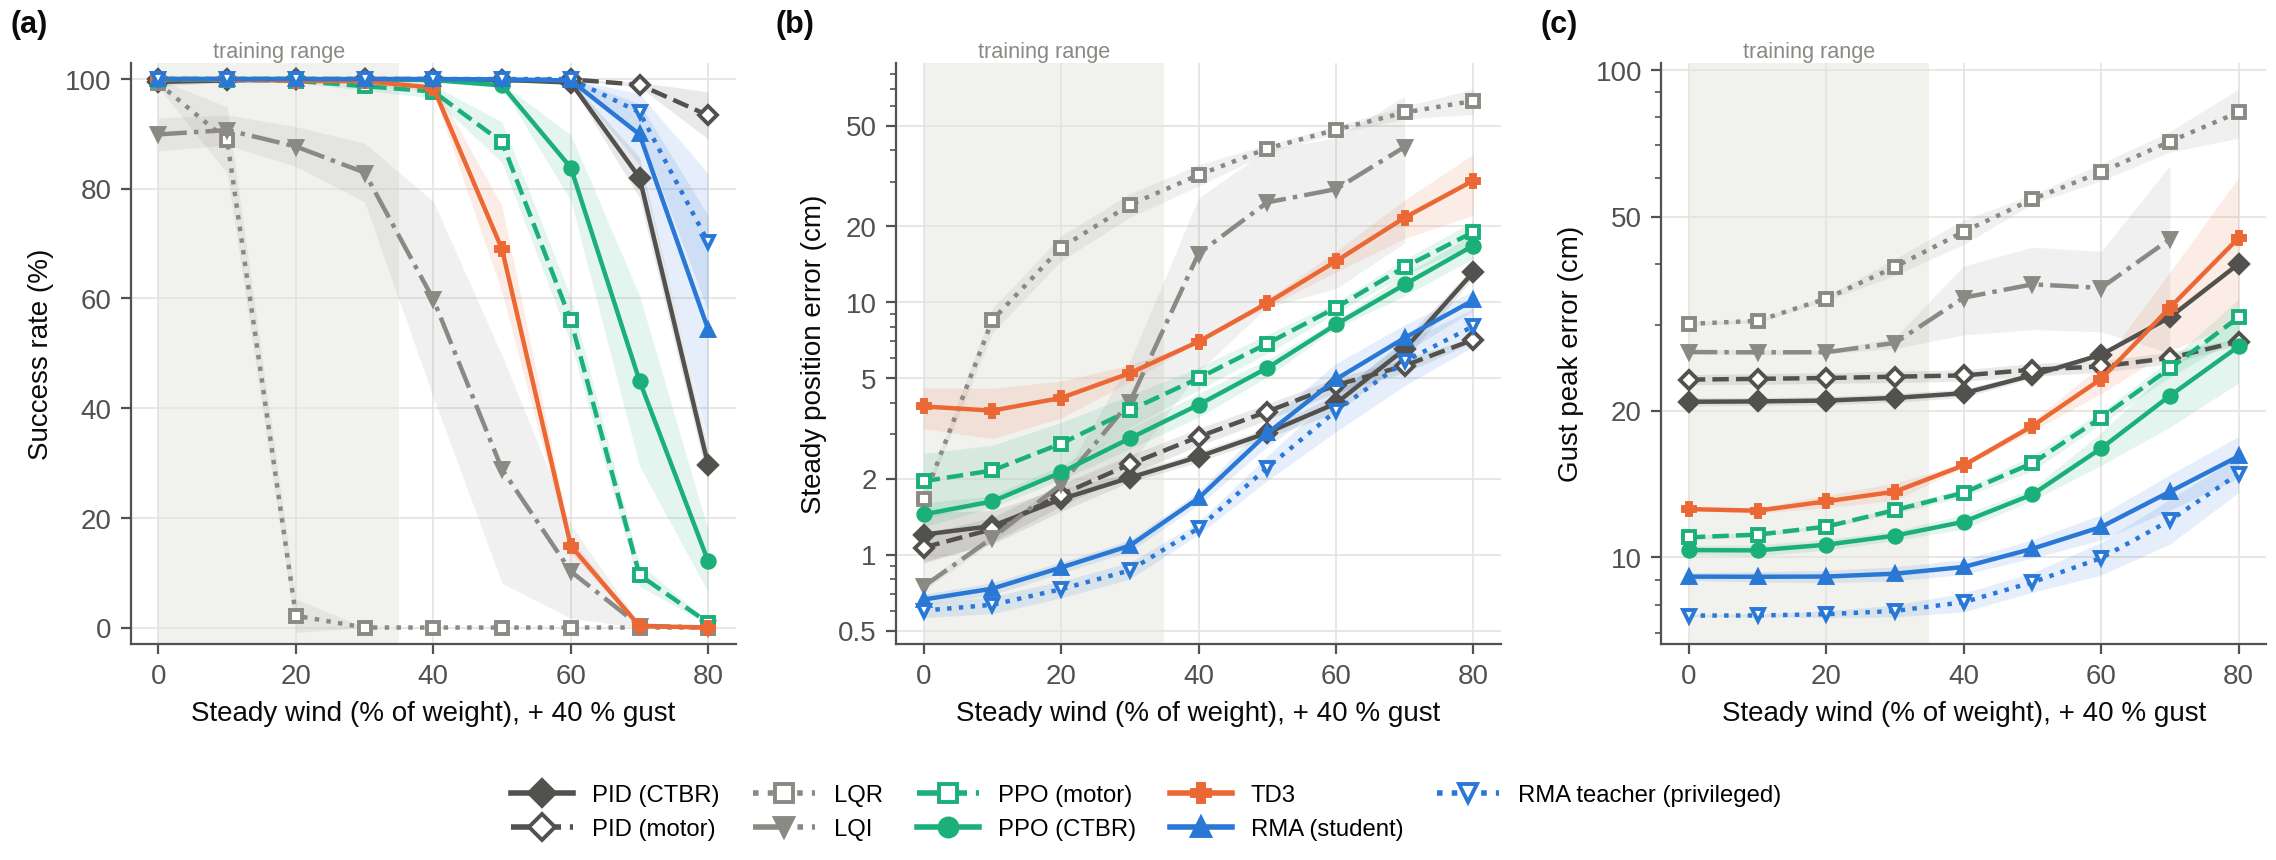 (a)
training range
100
80
60
40
20
0
Success rate (%)
0 20 40 60 80
Steady wind (% of weight), + 40 % gust
(b)
training range
50
20
10
5
2
1
0.5
Steady position error (cm)
0 20 40 60 80
Steady wind (% of weight), + 40 % gust
(c)
training range
100
50
20
10
Gust peak error (cm)
0 20 40 60 80
Steady wind (% of weight), + 40 % gust
PID (CTBR) LQR PPO (motor) TD3 RMA teacher (privileged)
PID (motor) LQI PPO (CTBR) RMA (student)